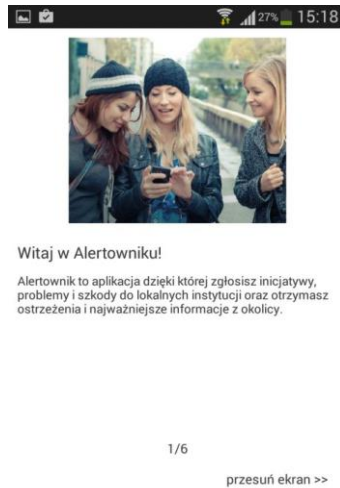 27% 15:18
Witaj w Alertowniku!
Alertownik to aplikacja dzięki której zgłosisz inicjatywy,
problemy i szkody do lokalnych instytucji oraz otrzymasz
ostrzeżenia i najważniejsze informacje z okolicy.
1/6
przesuń ekran >>